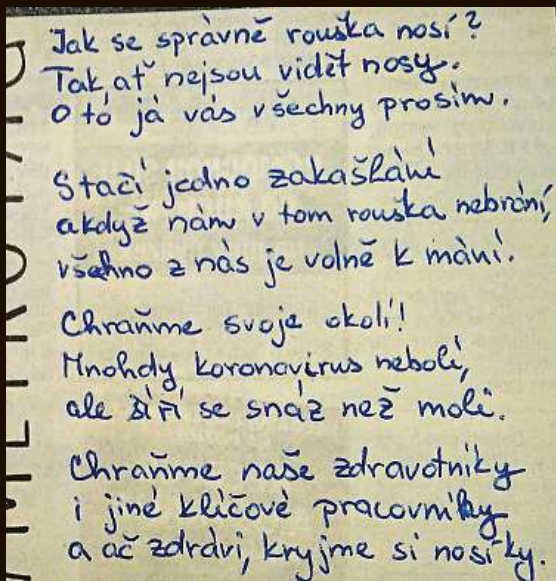 Jak se správně rouška nosí?
Tak, ať nejsou vidět nosy.
O to já vás všechny prosím.
Stačí jedno zakašlání
a když nám v tom rouška nebrání,
všechno z nás je volně k mání.
Chraňme svoje okolí!
Mnohdy koronavirus nebolí,
ale šíří se snáz než moli.
Chraňme naše zdravotníky
i jiné klíčové pracovníky
a ač zdrávi, kryjme si nosíky.